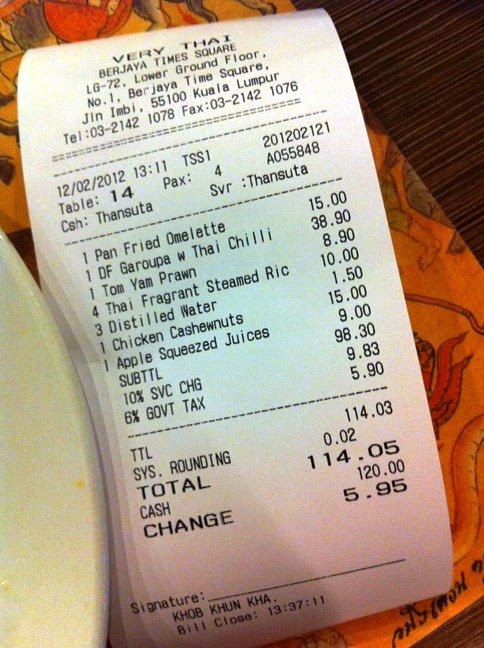 VERY THAI
BERJAYA TIMES SQUARE
LG-72, Lower Ground Floor,
No.1, Berjaya Time Square,
Jln Imbi, 55100 Kuala Lumpur
Tel:03-2142 1078 Fax:03-2142 1076
12/02/2012 13:11 TSS1 201202121
Table: 14 Pax: 4 A055848
Csh: Thansuta Svr :Thansuta
1 Pan Fried Omelette 15.00
1 DF Garoupa w Thai Chilli 38.90
1 Tom Yam Prawn 8.90
4 Thai Fragrant Steamed Ric 10.00
3 Distilled Water 1.50
1 Chicken Cashewnuts 15.00
1 Apple Squeezed Juices 9.00
SUBTTL 98.30
10% SVC CHG 9.83
6% GOVT TAX 5.90
TTL 114.03
SYS. ROUNDING 0.02
TOTAL 114.05
CASH 120.00
CHANGE 5.95
Signature:
KHOB KHUN KHA.
Bill Close: 13:37:11